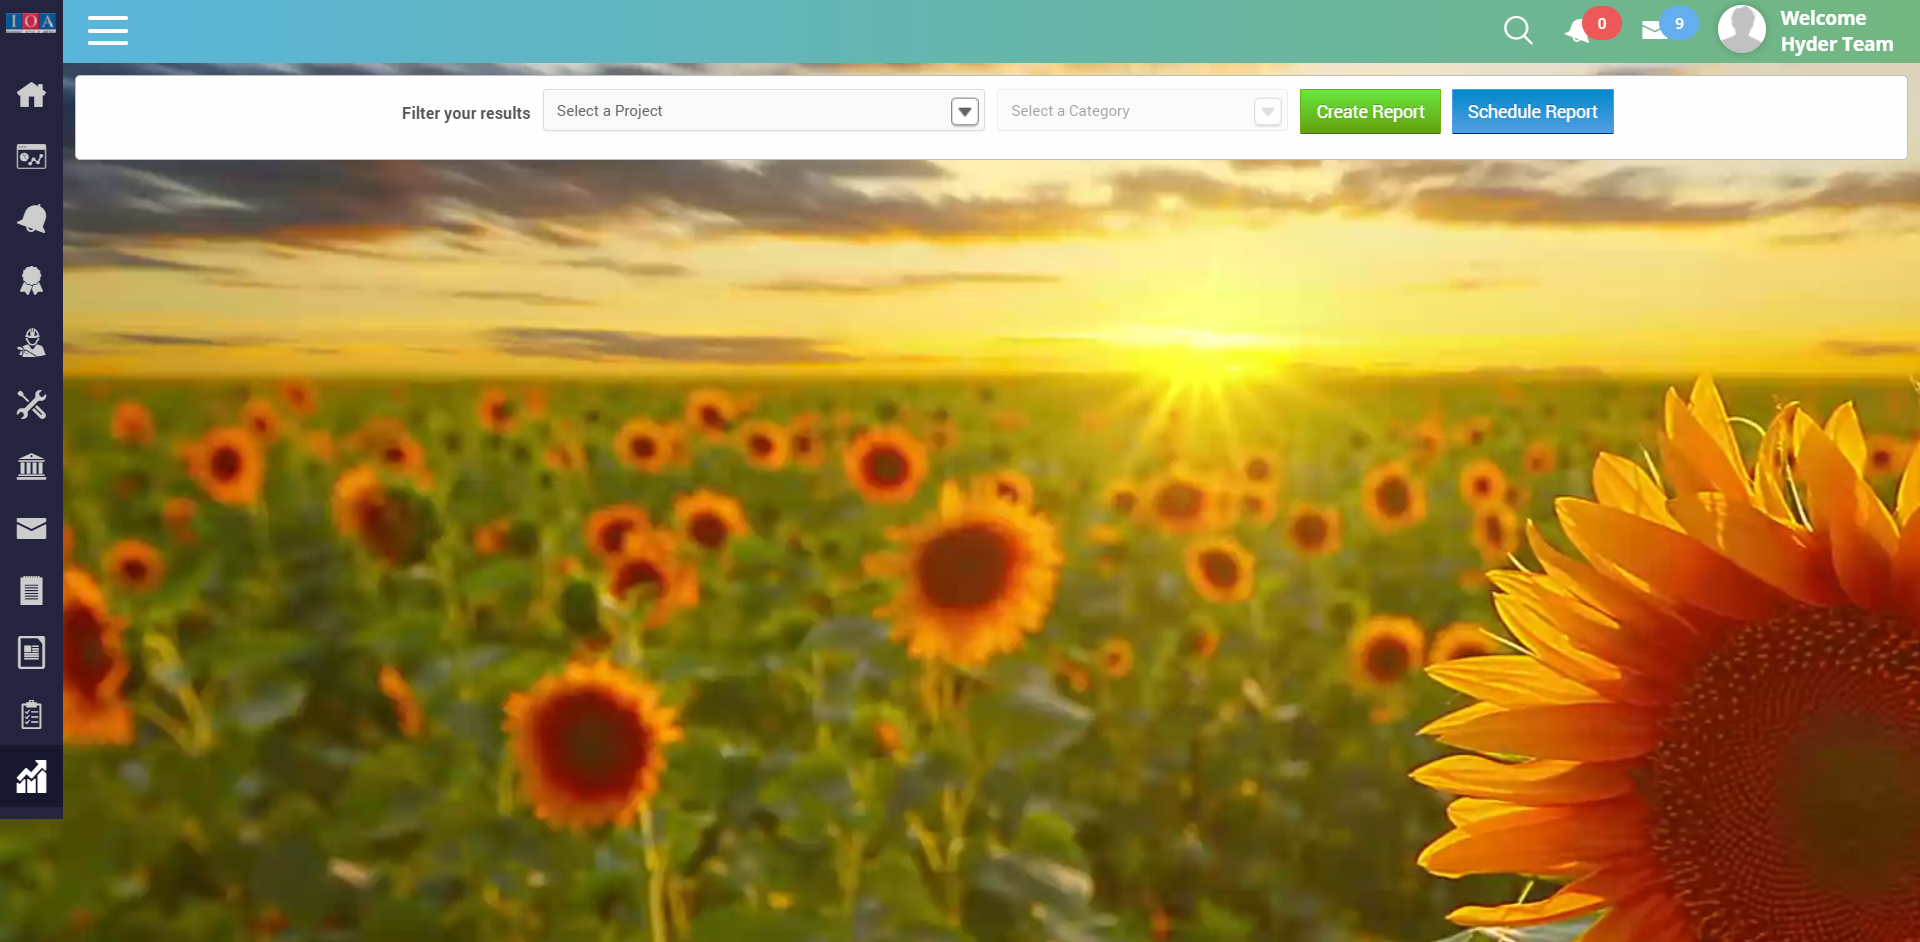 IOA
0
9
Welcome
Hyder Team
Filter your results
Select a Project
Select a Category
Create Report
Schedule Report